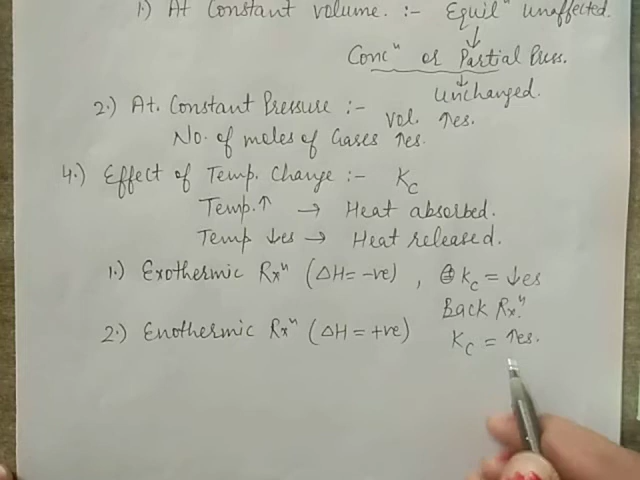 1.) At Constant volume. :- Equilᵐ unaffected.
↓
Concⁿ or Partial Press.
↓
Unchanged.
2.) At. Constant Pressure :- Vol. ↑es.
No. of moles of Gases ↑es.
4.) Effect of Temp. Change :- Kc
Temp. ↑ → Heat absorbed.
Temp ↓es → Heat released.
1.) Exothermic Rxⁿ (ΔH = -ve), Kc = ↓es
Back Rxⁿ.
2.) Enothermic Rxⁿ (ΔH = +ve) Kc = ↑es.